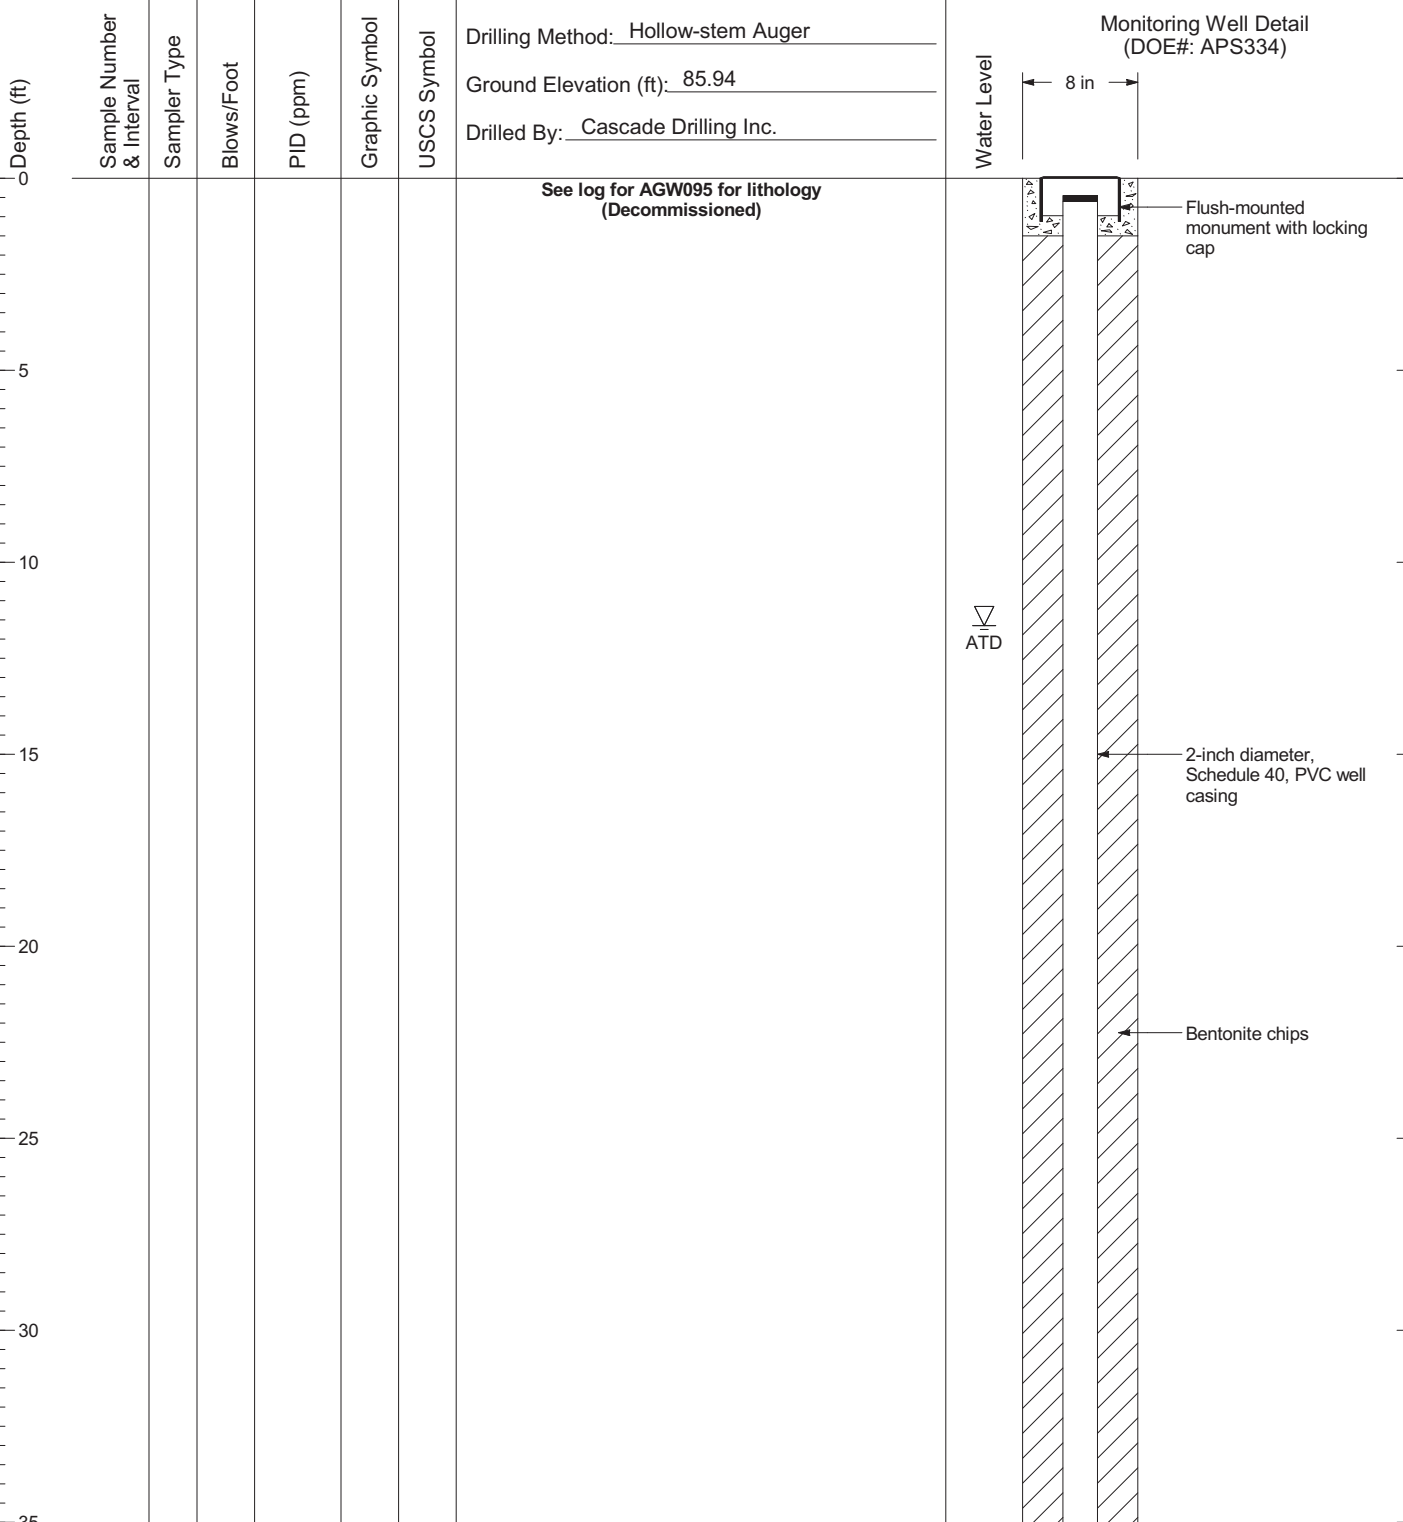 Depth (ft)
Sample Number
& Interval
Sampler Type
Blows/Foot
PID (ppm)
Graphic Symbol
USCS Symbol
Drilling Method: Hollow-stem Auger
Ground Elevation (ft): 85.94
Drilled By: Cascade Drilling Inc.
Water Level
Monitoring Well Detail
(DOE#: APS334)
8 in
0
See log for AGW095 for lithology
(Decommissioned)
Flush-mounted
monument with locking
cap
5
10
ATD
15
2-inch diameter,
Schedule 40, PVC well
casing
20
Bentonite chips
25
30
35